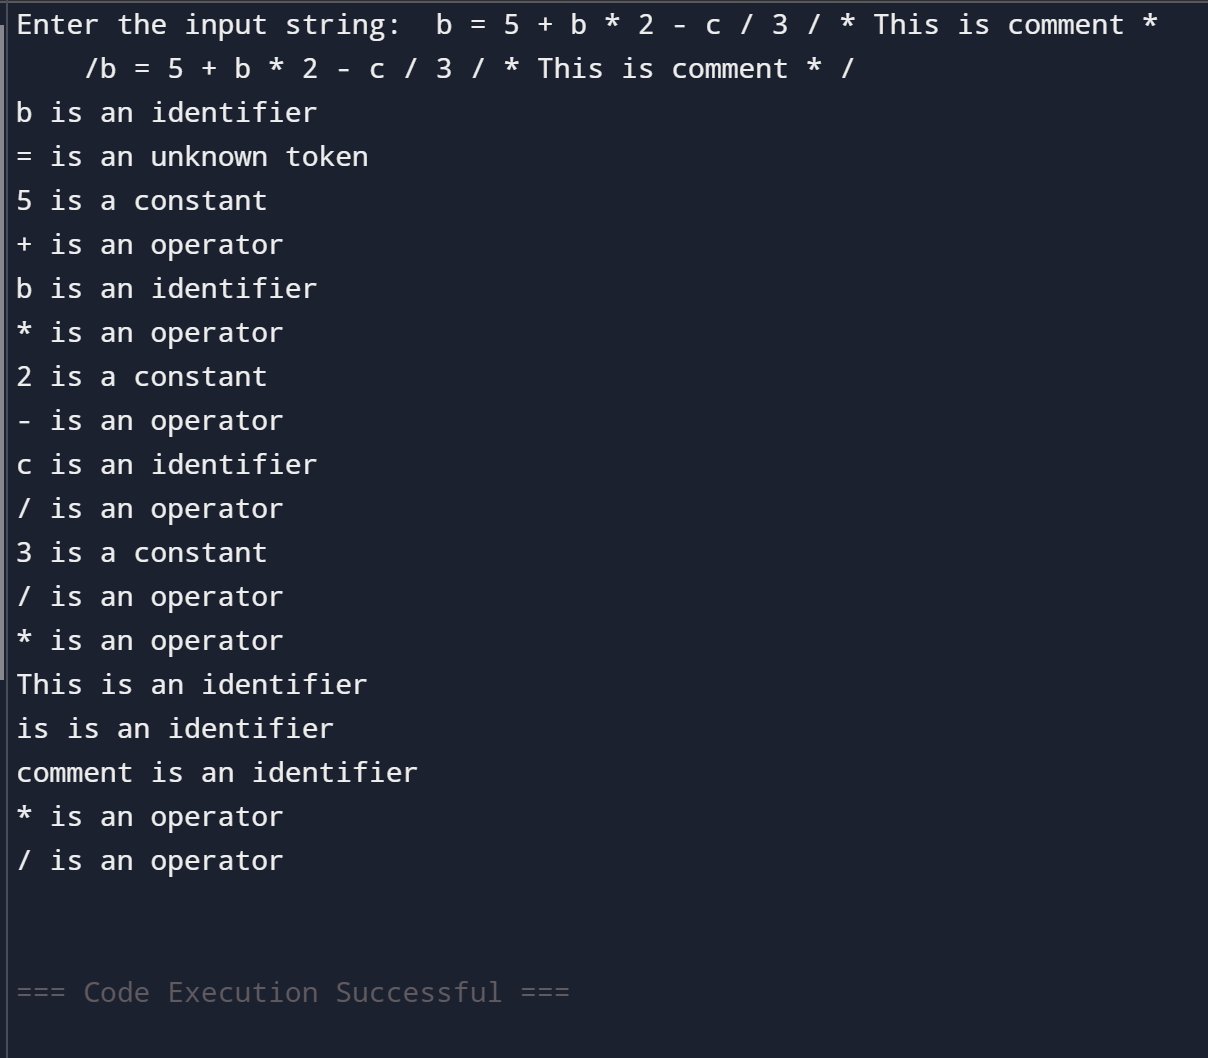 Enter the input string:  b = 5 + b * 2 - c / 3 / * This is comment *
    /b = 5 + b * 2 - c / 3 / * This is comment * /
b is an identifier
= is an unknown token
5 is a constant
+ is an operator
b is an identifier
* is an operator
2 is a constant
- is an operator
c is an identifier
/ is an operator
3 is a constant
/ is an operator
* is an operator
This is an identifier
is is an identifier
comment is an identifier
* is an operator
/ is an operator
=== Code Execution Successful ===